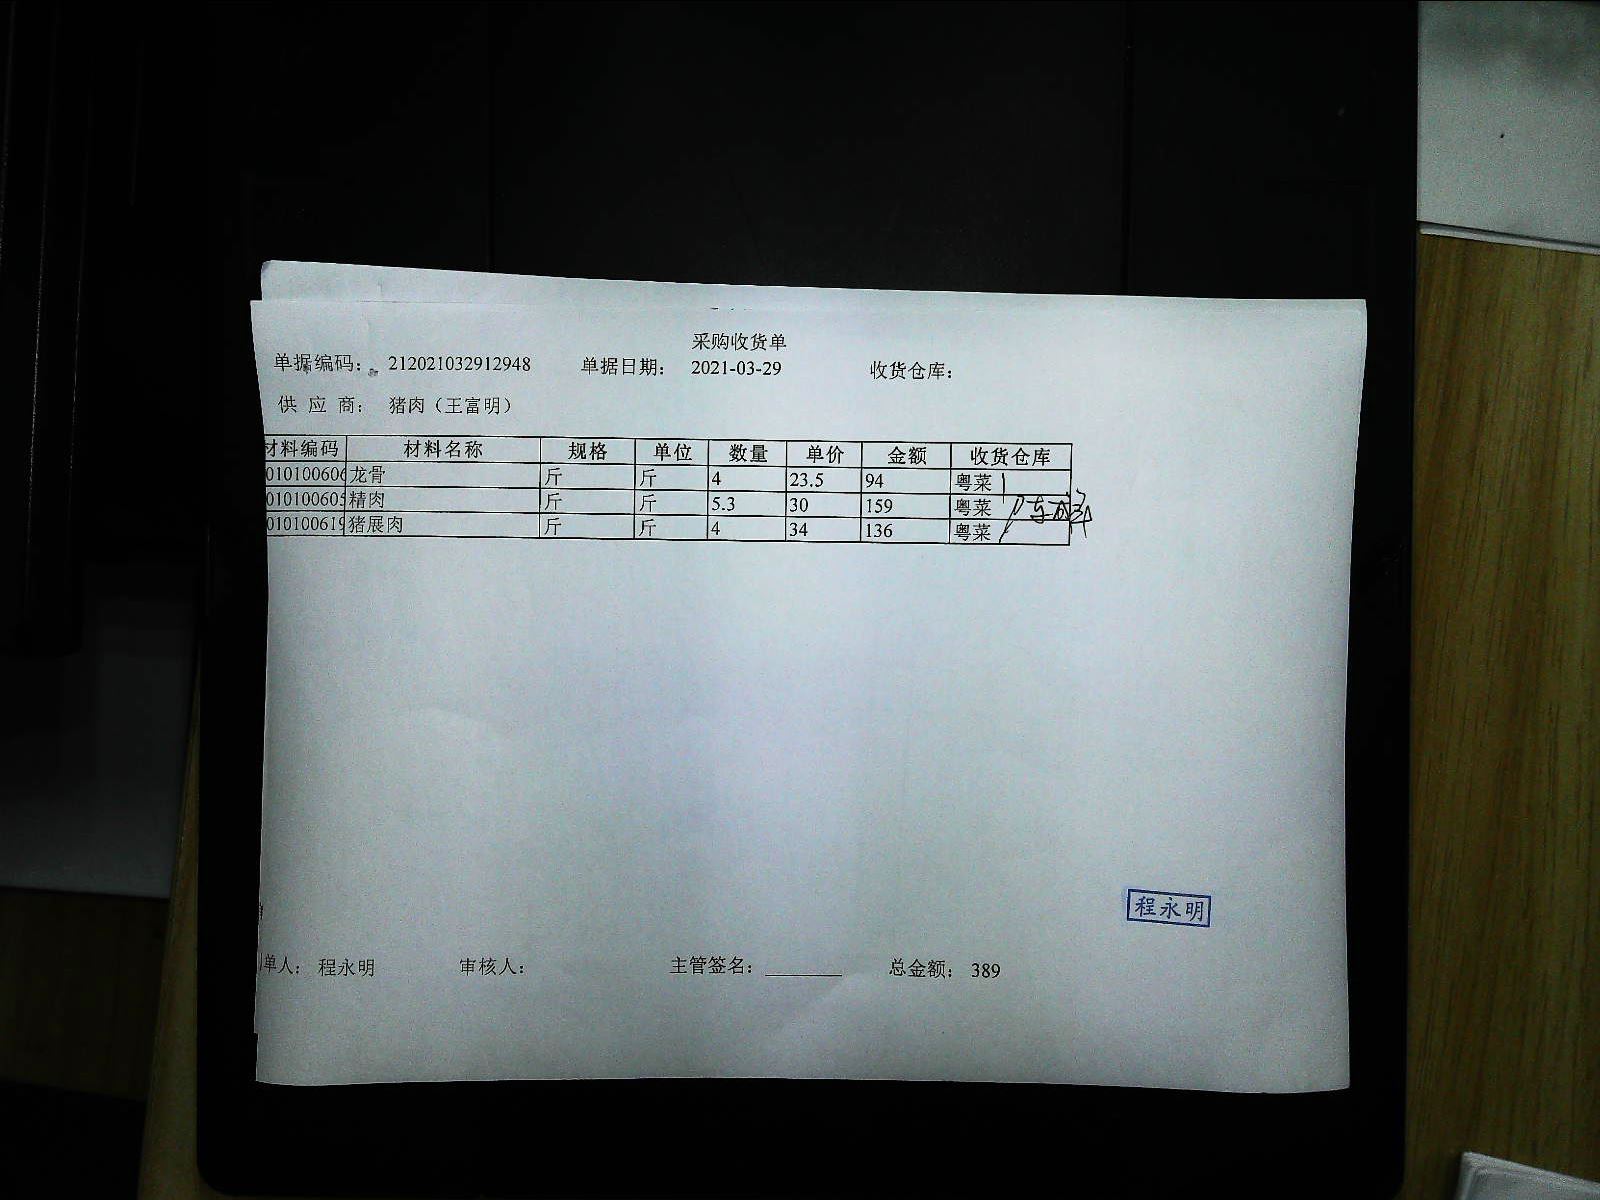 采购收货单
单据编码： 212021032912948 单据日期： 2021-03-29 收货仓库：
供 应 商： 猪肉（王富明）
材料编码 材料名称 规格 单位 数量 单价 金额 收货仓库
010100606 龙骨 斤 斤 4 23.5 94 粤菜
010100605 精肉 斤 斤 5.3 30 159 粤菜
010100619 猪展肉 斤 斤 4 34 136 粤菜
程永明
单人： 程永明 审核人： 主管签名： 总金额： 389